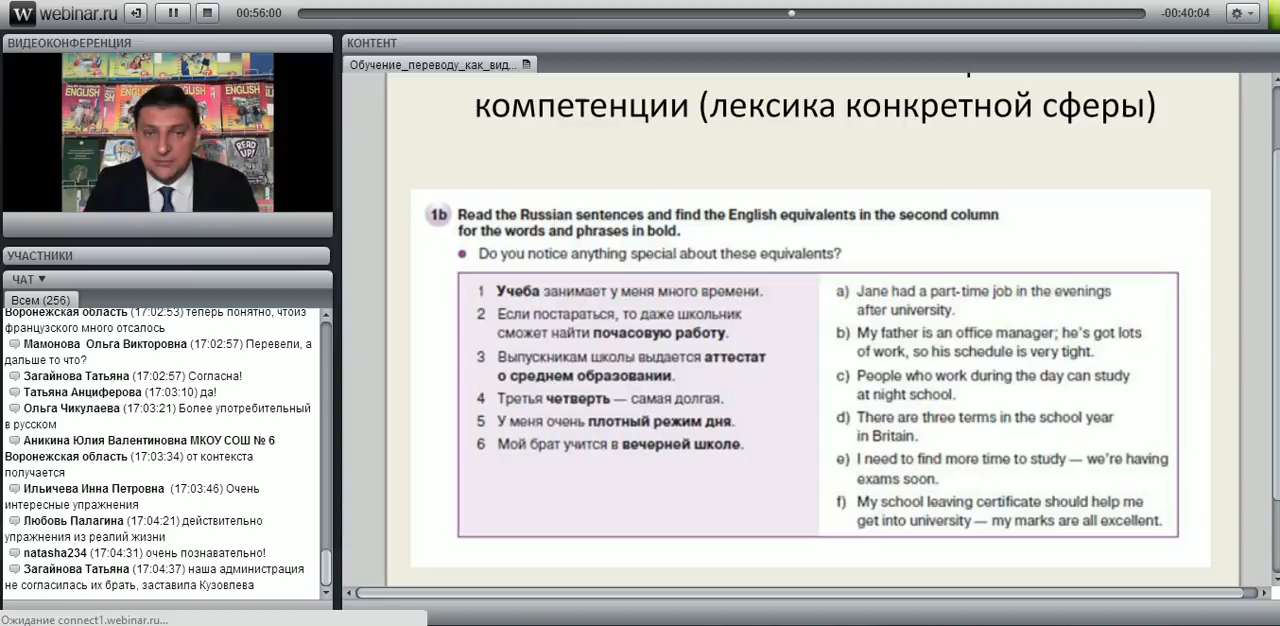 W webinar.ru
00:56:00
-00:40:04
ВИДЕОКОНФЕРЕНЦИЯ
ENGLISH
ENGLISH
ENGLISH
READ UP!
УЧАСТНИКИ
ЧАТ
Всем (256)
Воронежская область (17:02:53) теперь понятно, чтоиз
французского много отсалось
Мамонова Ольга Викторовна (17:02:57) Перевели, а
дальше то что?
Загайнова Татьяна (17:02:57) Согласна!
Татьяна Анциферова (17:03:10) да!
Ольга Чикулаева (17:03:21) Более употребительный
в русском
Аникина Юлия Валентиновна МКОУ СОШ № 6
Воронежская область (17:03:34) от контекста
получается
Ильичева Инна Петровна (17:03:46) Очень
интересные упражнения
Любовь Палагина (17:04:21) действительно
упражнения из реалий жизни
natasha234 (17:04:31) очень познавательно!
Загайнова Татьяна (17:04:37) наша администрация
не согласилась их брать, заставила Кузовлева
Ожидание connect1.webinar.ru...
КОНТЕНТ
Обучение_переводу_как_вид...
компетенции (лексика конкретной сферы)
1b Read the Russian sentences and find the English equivalents in the second column
for the words and phrases in bold.
• Do you notice anything special about these equivalents?
1 Учеба занимает у меня много времени.
2 Если постараться, то даже школьник
сможет найти почасовую работу.
3 Выпускникам школы выдается аттестат
о среднем образовании.
4 Третья четверть — самая долгая.
5 У меня очень плотный режим дня.
6 Мой брат учится в вечерней школе.
a) Jane had a part-time job in the evenings
after university.
b) My father is an office manager; he's got lots
of work, so his schedule is very tight.
c) People who work during the day can study
at night school.
d) There are three terms in the school year
in Britain.
e) I need to find more time to study — we're having
exams soon.
f) My school leaving certificate should help me
get into university — my marks are all excellent.